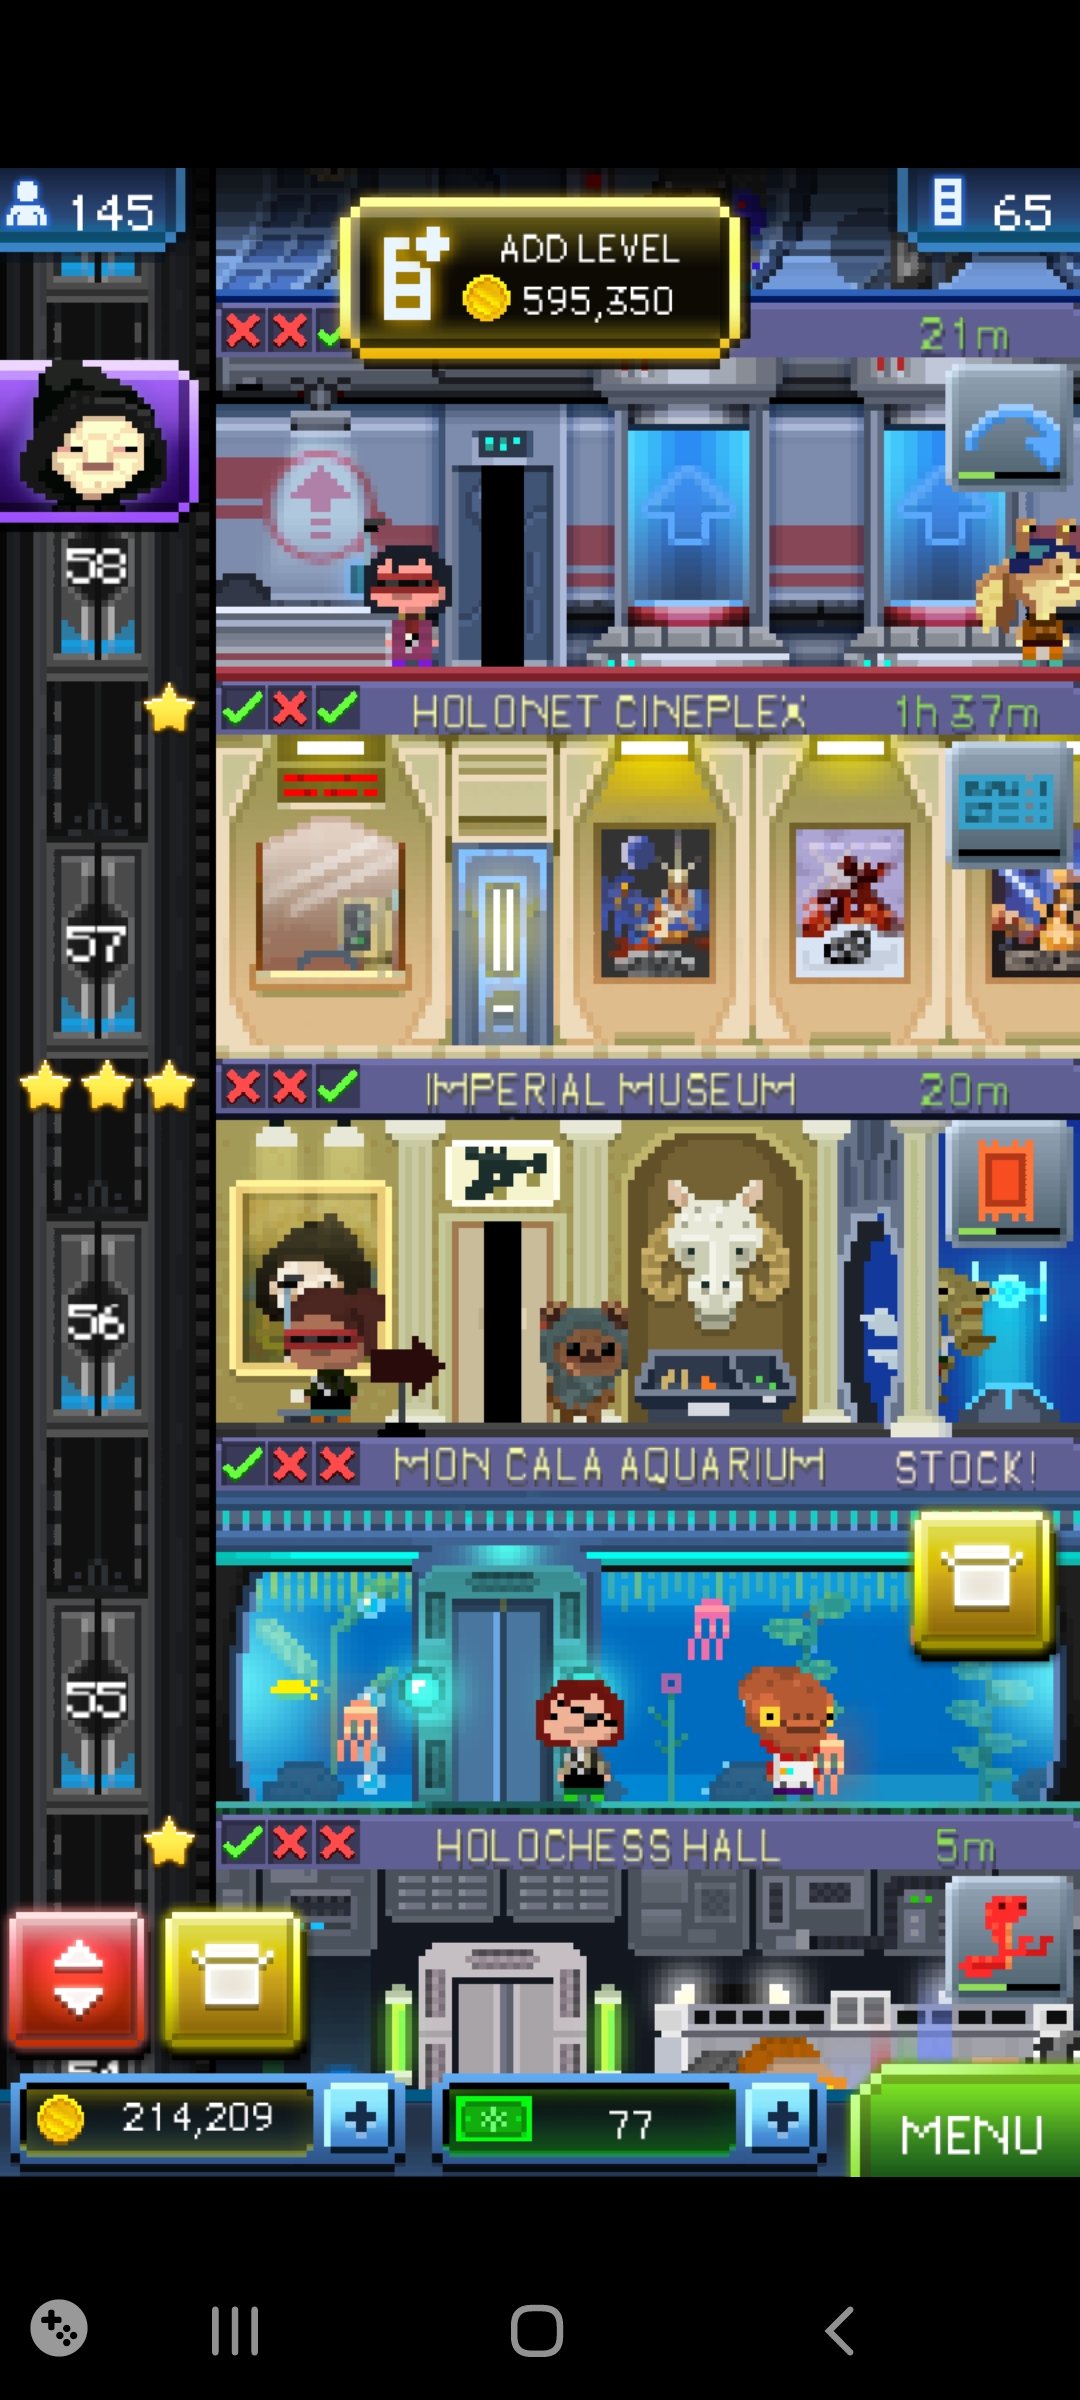 145
65
ADD LEVEL
595,350
21m
58
HOLONET CINEPLEX 1h 37m
57
IMPERIAL MUSEUM 20m
56
MON CALA AQUARIUM STOCK!
55
HOLOCHESS HALL 5m
214,209
77
MENU